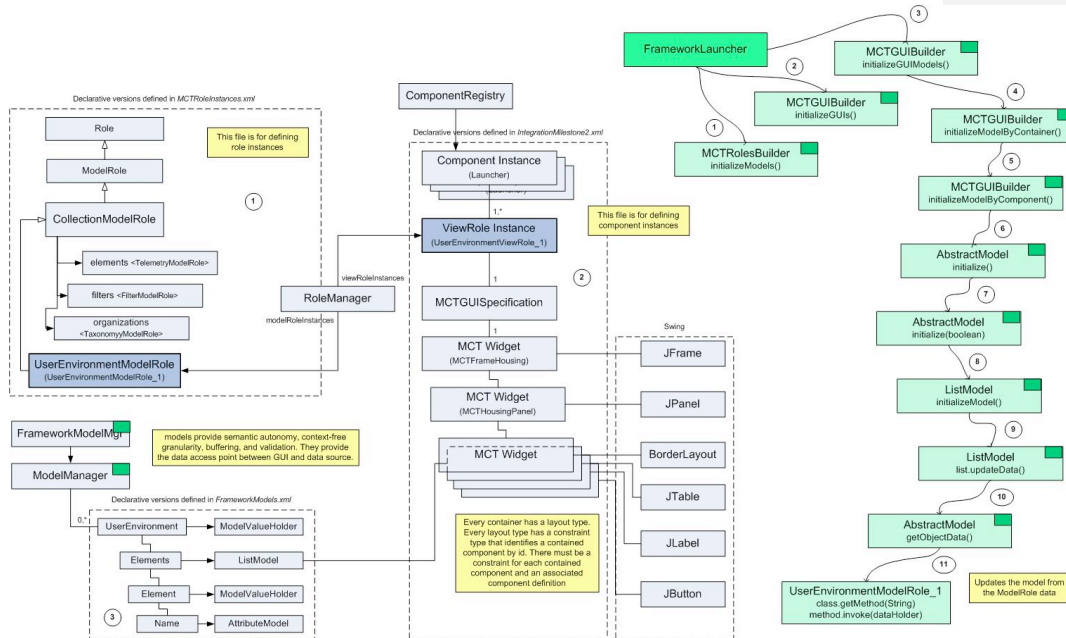 Declarative versions defined in MCTRoleInstances.xml
Role
ModelRole
CollectionModelRole
elements <TelemetryModelRole>
filters <FilterModelRole>
organizations
<TaxonomyyModelRole>
UserEnvironmentModelRole
(UserEnvironmentModelRole_1)
This file is for defining
role instances
1
viewRoleInstances
RoleManager
modelRoleInstances
FrameworkModelMgr
ModelManager
models provide semantic autonomy, context-free
granularity, buffering, and validation. They provide
the data access point between GUI and data source.
Declarative versions defined in FrameworkModels.xml
0,*
UserEnvironment
ModelValueHolder
Elements
ListModel
Element
ModelValueHolder
Name
AttributeModel
3
ComponentRegistry
Declarative versions defined in IntegrationMilestone2.xml
Component Instance
(Launcher)
1,*
This file is for defining
component instances
ViewRole Instance
(UserEnvironmentViewRole_1)
2
1
MCTGUISpecification
1
MCT Widget
(MCTFrameHousing)
MCT Widget
(MCTHousingPanel)
MCT Widget
Every container has a layout type.
Every layout type has a constraint
type that identifies a contained
component by id. There must be a
constraint for each contained
component and an associated
component definition
Swing
JFrame
JPanel
BorderLayout
JTable
JLabel
JButton
FrameworkLauncher
1
MCTRolesBuilder
initializeModels()
2
MCTGUIBuilder
initializeGUIs()
3
MCTGUIBuilder
initializeGUIModels()
4
MCTGUIBuilder
initializeModelByContainer()
5
MCTGUIBuilder
initializeModelByComponent()
6
AbstractModel
initialize()
7
AbstractModel
initialize(boolean)
8
ListModel
initializeModel()
9
ListModel
list.updateData()
10
AbstractModel
getObjectData()
11
UserEnvironmentModelRole_1
class.getMethod(String)
method.invoke(dataHolder)
Updates the model from
the ModelRole data